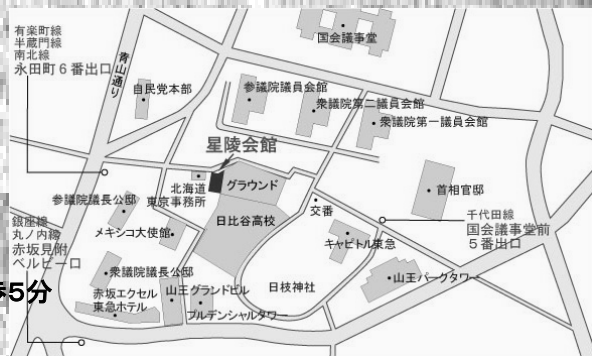 有楽町線
半蔵門線
南北線
永田町6番出口
青山通り
国会議事堂
自民党本部
参議院議員会館
衆議院第二議員会館
衆議院第一議員会館
星陵会館
北海道
東京事務所
グラウンド
首相官邸
参議院議長公邸
日比谷高校
交番
千代田線
国会議事堂前
5番出口
メキシコ大使館
キャピトル東急
銀座線
丸ノ内線
赤坂見附
ベルビー口
衆議院議長公邸
歩5分
赤坂エクセル
東急ホテル
山王グランドビル
プルデンシャルタワー
日枝神社
山王パークタワー